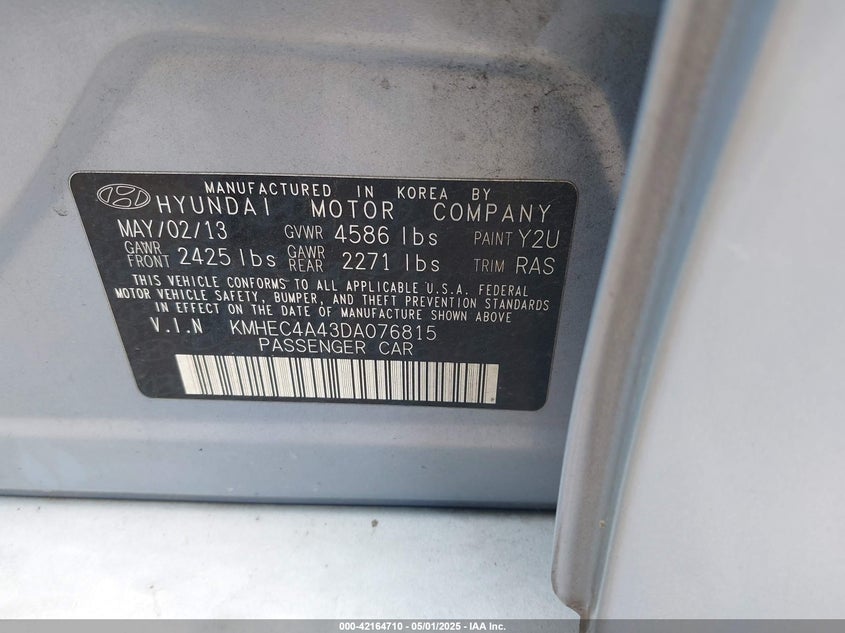 MANUFACTURED IN KOREA BY
HYUNDAI MOTOR COMPANY
MAY/02/13 GVWR 4586 lbs PAINT Y2U
GAWR FRONT 2425 lbs GAWR REAR 2271 lbs TRIM RAS
THIS VEHICLE CONFORMS TO ALL APPLICABLE U.S.A. FEDERAL
MOTOR VEHICLE SAFETY, BUMPER, AND THEFT PREVENTION STANDARDS
IN EFFECT ON THE DATE OF MANUFACTURE SHOWN ABOVE
V.I.N KMHEC4A43DA076815
PASSENGER CAR
000-42164710 | 05/01/2025 - IAA Inc.